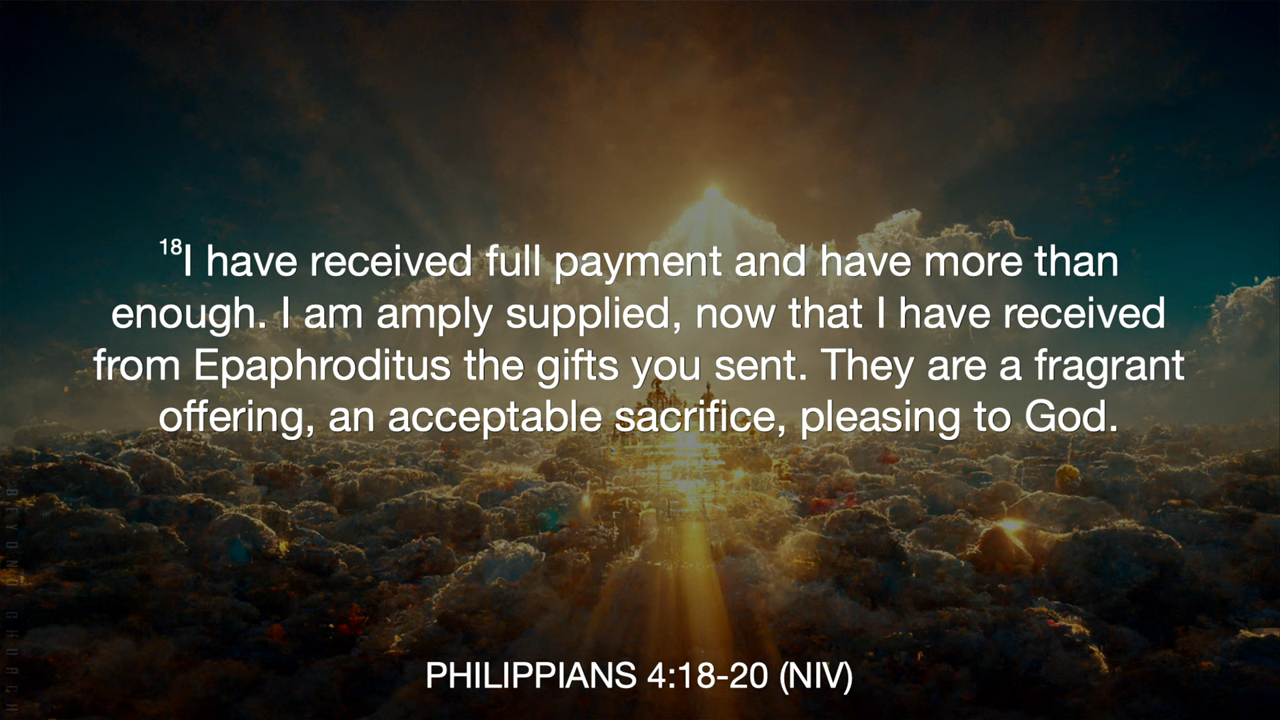 18I have received full payment and have more than
enough. I am amply supplied, now that I have received
from Epaphroditus the gifts you sent. They are a fragrant
offering, an acceptable sacrifice, pleasing to God.
PHILIPPIANS 4:18-20 (NIV)
BEYOND CHURCH